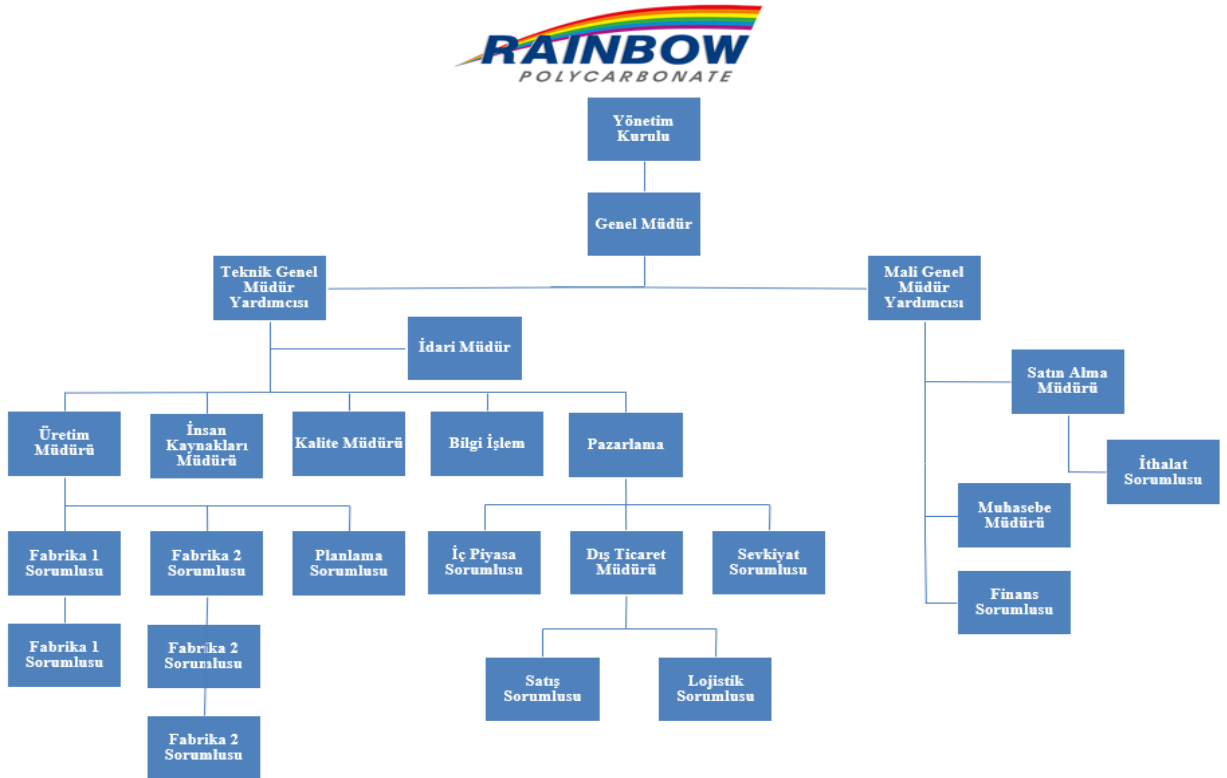 RAINBOW
POLYCARBONATE
Yönetim
Kurulu
Genel Müdür
Teknik Genel
Müdür
Yardımcısı
Mali Genel
Müdür
Yardımcısı
İdari Müdür
Satın Alma
Müdürü
Üretim
Müdürü
İnsan
Kaynakları
Müdürü
Kalite Müdürü
Bilgi İşlem
Pazarlama
İthalat
Sorumlusu
Muhasebe
Müdürü
Fabrika 1
Sorumlusu
Fabrika 2
Sorumlusu
Planlama
Sorumlusu
İç Piyasa
Sorumlusu
Dış Ticaret
Müdürü
Sevkiyat
Sorumlusu
Finans
Sorumlusu
Fabrika 1
Sorumlusu
Fabrika 2
Sorumlusu
Satış
Sorumlusu
Lojistik
Sorumlusu
Fabrika 2
Sorumlusu